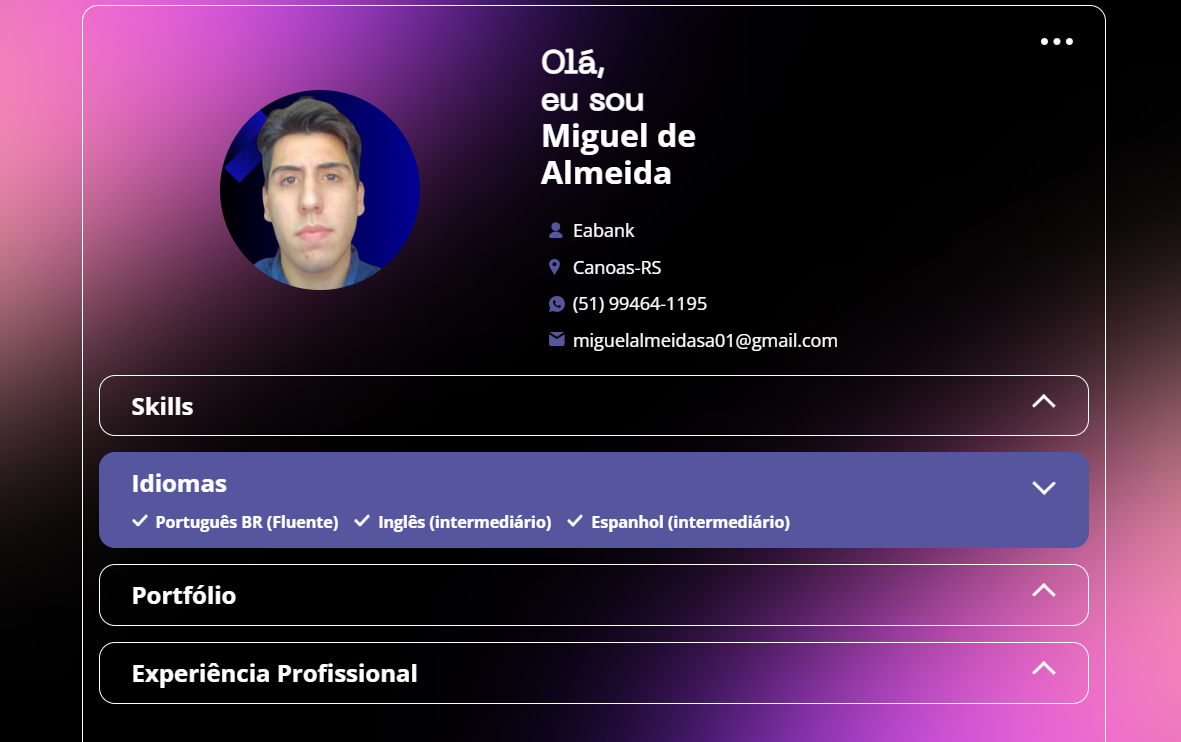 Olá,
eu sou
Miguel de
Almeida
Eabank
Canoas-RS
(51) 99464-1195
miguelalmeidasa01@gmail.com
Skills
Idiomas
Português BR (Fluente) Inglês (intermediário) Espanhol (intermediário)
Portfólio
Experiência Profissional